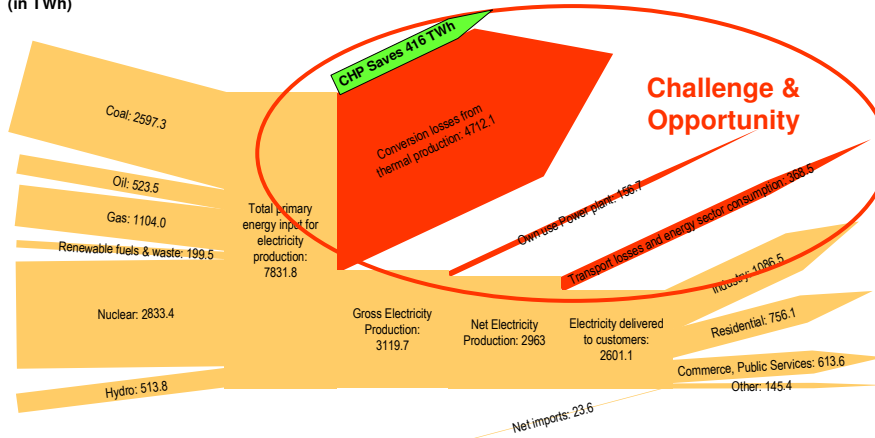 (in TWh)
CHP Saves 416 TWh
Challenge &
Opportunity
Coal: 2597.3
Conversion losses from
thermal production: 4712.1
Oil: 523.5
Gas: 1104.0
Renewable fuels & waste: 199.5
Nuclear: 2833.4
Hydro: 513.8
Total primary
energy input for
electricity
production:
7831.8
Own use Power plant: 156.7
Transport losses and energy sector consumption: 368.5
Gross Electricity
Production:
3119.7
Net Electricity
Production: 2963
Electricity delivered
to customers:
2601.1
Industry: 1086.5
Residential: 756.1
Commerce, Public Services: 613.6
Other: 145.4
Net imports: 23.6